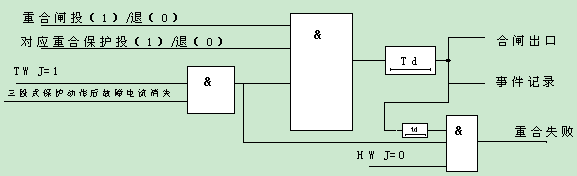 重合闸投（1）/退（0）
&
对应重合保护投（1）/退（0）
合闸出口
Td
TWJ=1
&
事件记录
三段式保护动作后故障电流消失
td
&
重合失败
HWJ=0